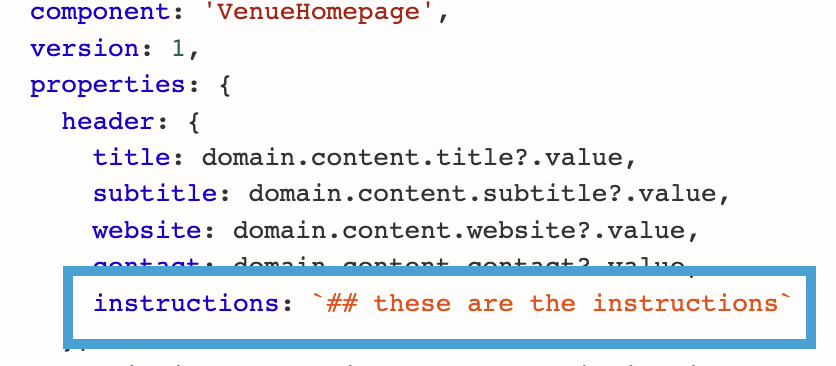 component: 'VenueHomepage',
version: 1,
properties: {
header: {
title: domain.content.title?.value,
subtitle: domain.content.subtitle?.value,
website: domain.content.website?.value,
contact: domain.content.contact?.value,
instructions: `## these are the instructions`